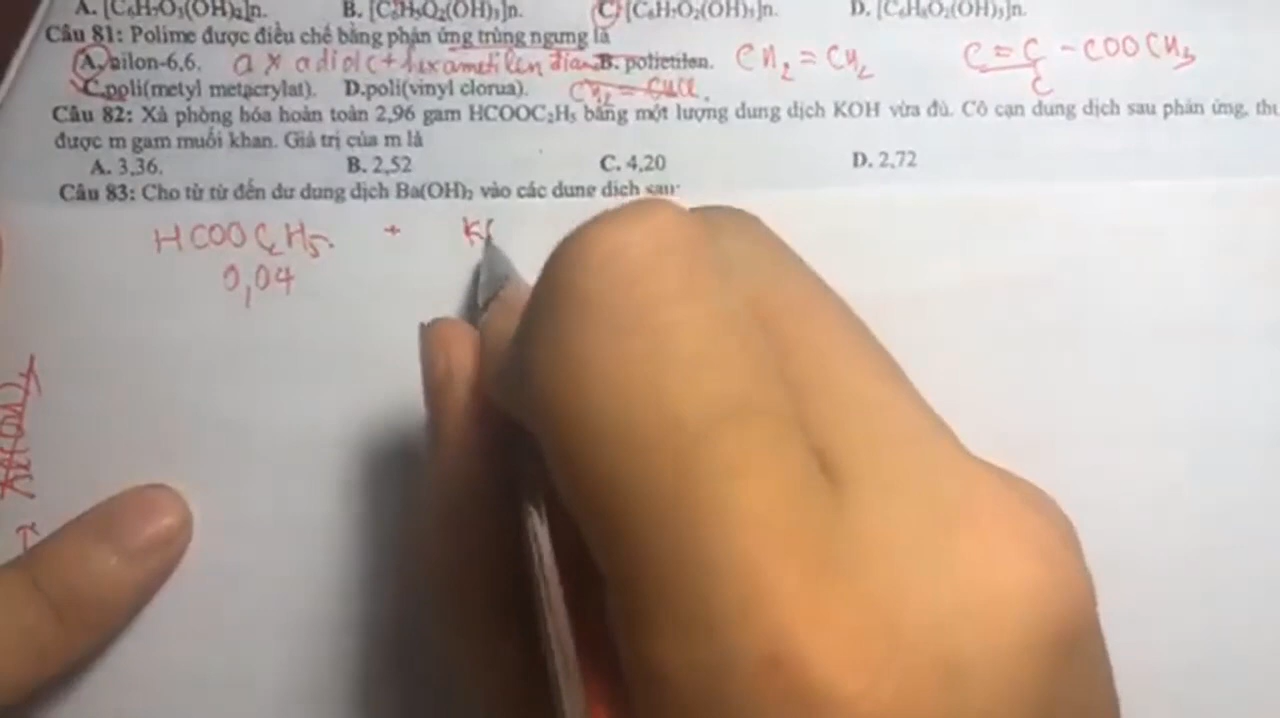 A. [C₆H₇O₃(OH)₂]n. B. [C₆H₅O₂(OH)₃]n. C. [C₆H₇O₂(OH)₃]n. D. [C₆H₈O₂(OH)₃]n.
Câu 81: Polime được điều chế bằng phản ứng trùng ngưng là
A. nilon-6,6. ax adipic + hexametilen điamin B. polietilen. CH₂ = CH₂ C = C - COOCH₃
C
C.poli(metyl metacrylat). D.poli(vinyl clorua). CH₂ = CHCl
Câu 82: Xà phòng hóa hoàn toàn 2,96 gam HCOOC₂H₅ bằng một lượng dung dịch KOH vừa đủ. Cô cạn dung dịch sau phản ứng, thu
được m gam muối khan. Giá trị của m là
A. 3,36. B. 2,52 C. 4,20 D. 2,72
Câu 83: Cho từ từ đến dư dung dịch Ba(OH)₂ vào các dung dịch sau:
HCOOC₂H₅ + K
0,04